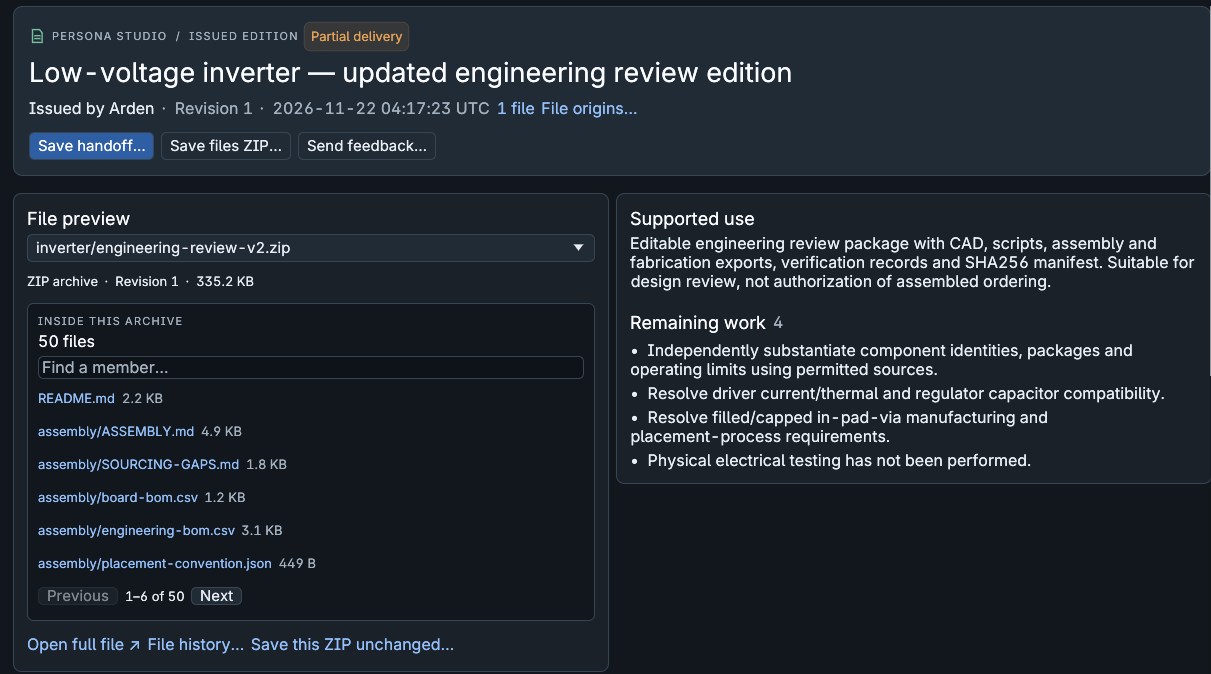 PERSONA STUDIO / ISSUED EDITION Partial delivery
Low-voltage inverter — updated engineering review edition
Issued by Arden · Revision 1 · 2026-11-22 04:17:23 UTC 1 file File origins...
Save handoff... Save files ZIP... Send feedback...
File preview
inverter/engineering-review-v2.zip
ZIP archive · Revision 1 · 335.2 KB
INSIDE THIS ARCHIVE
50 files
Find a member...
README.md 2.2 KB
assembly/ASSEMBLY.md 4.9 KB
assembly/SOURCING-GAPS.md 1.8 KB
assembly/board-bom.csv 1.2 KB
assembly/engineering-bom.csv 3.1 KB
assembly/placement-convention.json 449 B
Previous 1–6 of 50 Next
Open full file ↗ File history... Save this ZIP unchanged...
Supported use
Editable engineering review package with CAD, scripts, assembly and
fabrication exports, verification records and SHA256 manifest. Suitable for
design review, not authorization of assembled ordering.
Remaining work 4
• Independently substantiate component identities, packages and
operating limits using permitted sources.
• Resolve driver current/thermal and regulator capacitor compatibility.
• Resolve filled/capped in-pad-via manufacturing and
placement-process requirements.
• Physical electrical testing has not been performed.